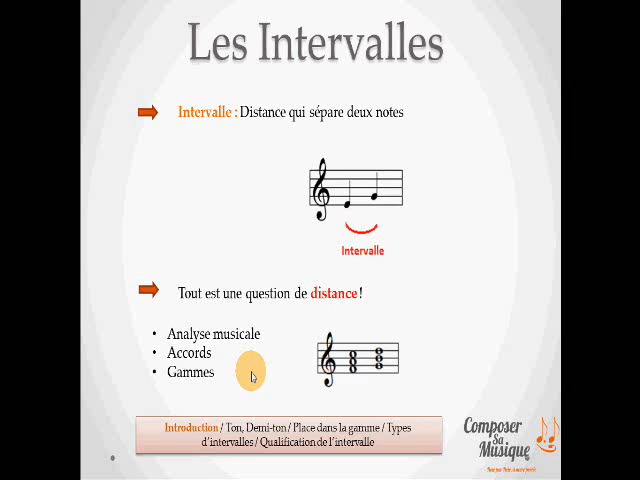 Les Intervalles
Intervalle : Distance qui sépare deux notes
Intervalle
Tout est une question de distance !
• Analyse musicale
• Accords
• Gammes
Introduction / Ton, Demi-ton / Place dans la gamme / Types
d'intervalles / Qualification de l'intervalle
Composer
Sa
Musique